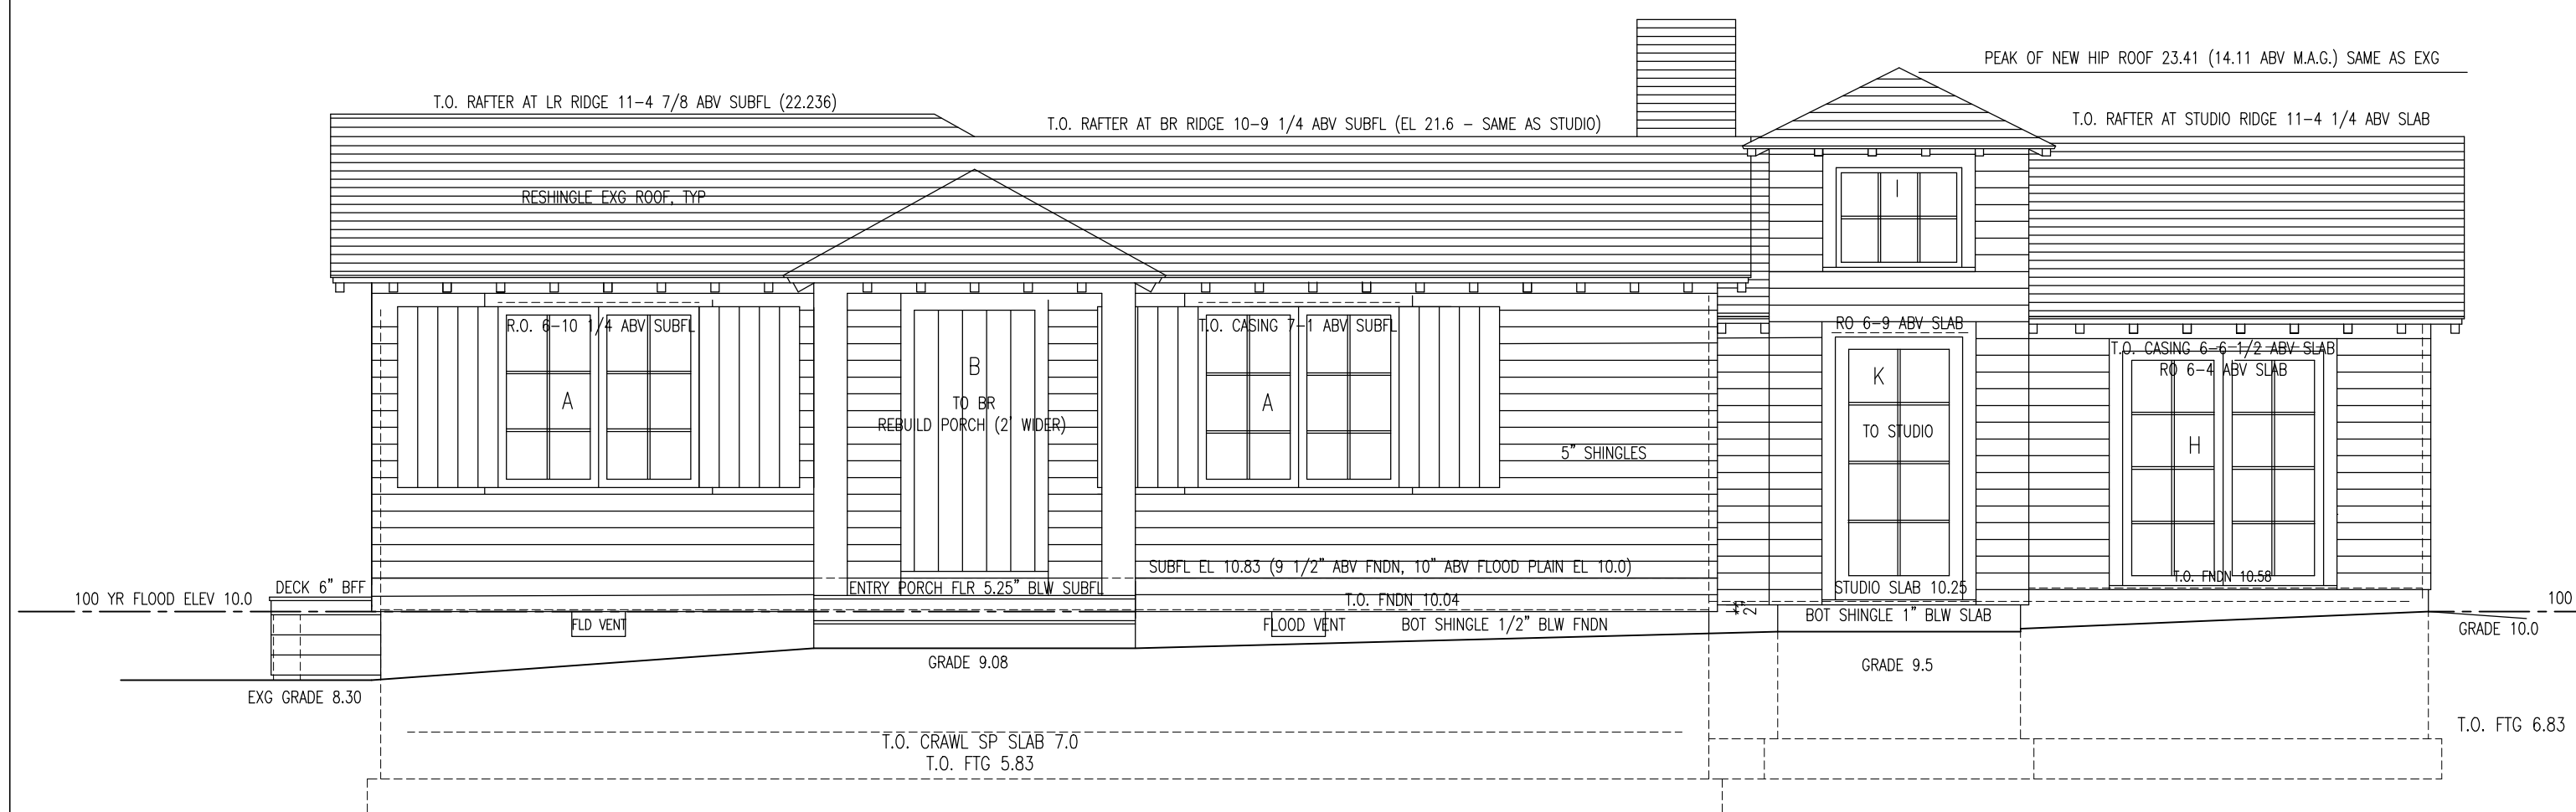 PEAK OF NEW HIP ROOF 23.41 (14.11 ABV M.A.G.) SAME AS EXG
T.O. RAFTER AT LR RIDGE 11-4 7/8 ABV SUBFL (22.236)
T.O. RAFTER AT BR RIDGE 10-9 1/4 ABV SUBFL (EL 21.6 - SAME AS STUDIO)
T.O. RAFTER AT STUDIO RIDGE 11-4 1/4 ABV SLAB
RESHINGLE EXG ROOF, TYP
I
R.O. 6-10 1/4 ABV SUBFL
T.O. CASING 7-1 ABV SUBFL
RO 6-9 ABV SLAB
T.O. CASING 6-6 1/2 ABV SLAB
RO 6-4 ABV SLAB
A
B
TO BR
REBUILD PORCH (2' WIDER)
A
K
TO STUDIO
H
5" SHINGLES
SUBFL EL 10.83 (9 1/2" ABV FNDN, 10" ABV FLOOD PLAIN EL 10.0)
T.O. FNDN 10.58
DECK 6" BFF
ENTRY PORCH FLR 5.25" BLW SUBFL
STUDIO SLAB 10.25
100 YR FLOOD ELEV 10.0
T.O. FNDN 10.04
100
FLD VENT
FLOOD VENT
BOT SHINGLE 1/2" BLW FNDN
BOT SHINGLE 1" BLW SLAB
GRADE 10.0
GRADE 9.08
GRADE 9.5
EXG GRADE 8.30
T.O. FTG 6.83
T.O. CRAWL SP SLAB 7.0
T.O. FTG 5.83